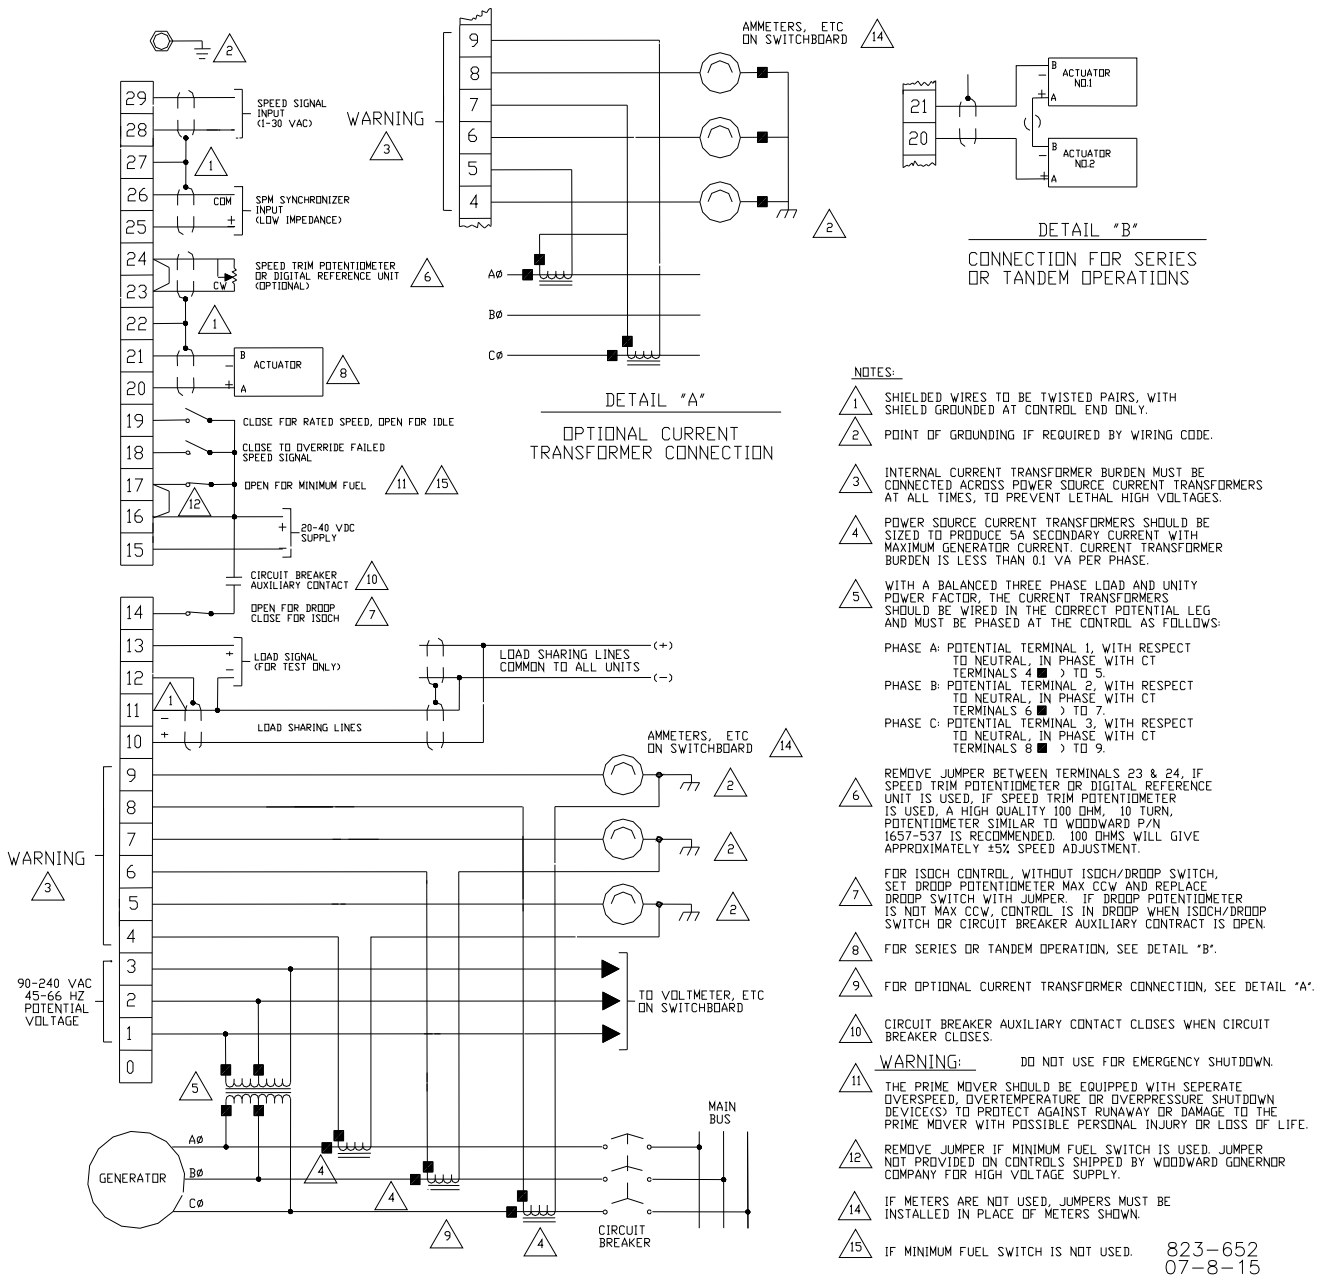 2
AMMETERS, ETC
ON SWITCHBOARD
14
9
8
7
6
5
4
WARNING
3
2
AØ
BØ
CØ
DETAIL "A"
OPTIONAL CURRENT
TRANSFORMER CONNECTION
21
20
B
-
+
A
ACTUATOR
NO.1
B
-
+
A
ACTUATOR
NO.2
DETAIL "B"
CONNECTION FOR SERIES
OR TANDEM OPERATIONS
29
28
27
26
25
24
23
22
21
20
19
18
17
16
15
SPEED SIGNAL
INPUT
(1-30 VAC)
1
COM
+
SPM SYNCHRONIZER
INPUT
(LOW IMPEDANCE)
CW
SPEED TRIM POTENTIOMETER
OR DIGITAL REFERENCE UNIT
(OPTIONAL)
6
1
B
-
+
A
ACTUATOR
8
CLOSE FOR RATED SPEED, OPEN FOR IDLE
CLOSE TO OVERRIDE FAILED
SPEED SIGNAL
OPEN FOR MINIMUM FUEL
11
15
12
+
-
20-40 VDC
SUPPLY
CIRCUIT BREAKER
AUXILIARY CONTACT
10
14
13
12
11
10
9
8
7
6
5
4
3
2
1
0
OPEN FOR DROOP
CLOSE FOR ISOCH
7
+
-
LOAD SIGNAL
(FOR TEST ONLY)
LOAD SHARING LINES
COMMON TO ALL UNITS
(+)
(-)
1
-
+
LOAD SHARING LINES
AMMETERS, ETC
ON SWITCHBOARD
14
2
2
2
WARNING
3
90-240 VAC
45-66 HZ
POTENTIAL
VOLTAGE
TO VOLTMETER, ETC
ON SWITCHBOARD
5
GENERATOR
AØ
BØ
CØ
4
4
9
4
CIRCUIT
BREAKER
MAIN
BUS
NOTES:
1
SHIELDED WIRES TO BE TWISTED PAIRS, WITH
SHIELD GROUNDED AT CONTROL END ONLY.
2
POINT OF GROUNDING IF REQUIRED BY WIRING CODE.
3
INTERNAL CURRENT TRANSFORMER BURDEN MUST BE
CONNECTED ACROSS POWER SOURCE CURRENT TRANSFORMERS
AT ALL TIMES, TO PREVENT LETHAL HIGH VOLTAGES.
4
POWER SOURCE CURRENT TRANSFORMERS SHOULD BE
SIZED TO PRODUCE 5A SECONDARY CURRENT WITH
MAXIMUM GENERATOR CURRENT. CURRENT TRANSFORMER
BURDEN IS LESS THAN 0.1 VA PER PHASE.
5
WITH A BALANCED THREE PHASE LOAD AND UNITY
POWER FACTOR, THE CURRENT TRANSFORMERS
SHOULD BE WIRED IN THE CORRECT POTENTIAL LEG
AND MUST BE PHASED AT THE CONTROL AS FOLLOWS:
PHASE A: POTENTIAL TERMINAL 1, WITH RESPECT
TO NEUTRAL, IN PHASE WITH CT
TERMINALS 4 ■ ) TO 5.
PHASE B: POTENTIAL TERMINAL 2, WITH RESPECT
TO NEUTRAL, IN PHASE WITH CT
TERMINALS 6 ■ ) TO 7.
PHASE C: POTENTIAL TERMINAL 3, WITH RESPECT
TO NEUTRAL, IN PHASE WITH CT
TERMINALS 8 ■ ) TO 9.
6
REMOVE JUMPER BETWEEN TERMINALS 23 & 24, IF
SPEED TRIM POTENTIOMETER OR DIGITAL REFERENCE
UNIT IS USED, IF SPEED TRIM POTENTIOMETER
IS USED, A HIGH QUALITY 100 OHM, 10 TURN,
POTENTIOMETER SIMILAR TO WOODWARD P/N
1657-537 IS RECOMMENDED. 100 OHMS WILL GIVE
APPROXIMATELY ±5% SPEED ADJUSTMENT.
7
FOR ISOCH CONTROL, WITHOUT ISOCH/DROOP SWITCH,
SET DROOP POTENTIOMETER MAX CCW AND REPLACE
DROOP SWITCH WITH JUMPER. IF DROOP POTENTIOMETER
IS NOT MAX CCW, CONTROL IS IN DROOP WHEN ISOCH/DROOP
SWITCH OR CIRCUIT BREAKER AUXILIARY CONTRACT IS OPEN.
8
FOR SERIES OR TANDEM OPERATION, SEE DETAIL "B".
9
FOR OPTIONAL CURRENT TRANSFORMER CONNECTION, SEE DETAIL "A".
10
CIRCUIT BREAKER AUXILIARY CONTACT CLOSES WHEN CIRCUIT
BREAKER CLOSES.
WARNING: DO NOT USE FOR EMERGENCY SHUTDOWN.
11
THE PRIME MOVER SHOULD BE EQUIPPED WITH SEPERATE
OVERSPEED, OVERTEMPERATURE OR OVERPRESSURE SHUTDOWN
DEVICE(S) TO PROTECT AGAINST RUNAWAY OR DAMAGE TO THE
PRIME MOVER WITH POSSIBLE PERSONAL INJURY OR LOSS OF LIFE.
12
REMOVE JUMPER IF MINIMUM FUEL SWITCH IS USED. JUMPER
NOT PROVIDED ON CONTROLS SHIPPED BY WOODWARD GONERNOR
COMPANY FOR HIGH VOLTAGE SUPPLY.
14
IF METERS ARE NOT USED, JUMPERS MUST BE
INSTALLED IN PLACE OF METERS SHOWN.
15
IF MINIMUM FUEL SWITCH IS NOT USED.
823-652
07-8-15